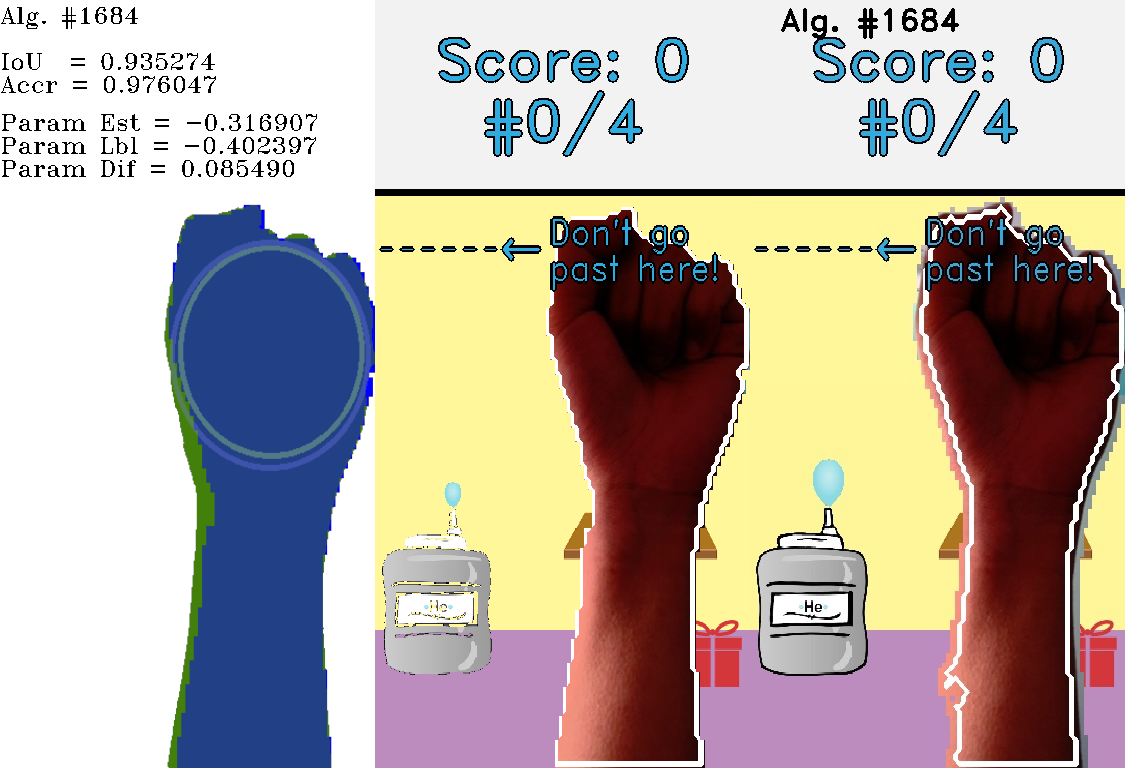 Alg. #1684
IoU = 0.935274
Accr = 0.976047
Param Est = -0.316907
Param Lbl = -0.402397
Param Dif = 0.085490
Score: 0
#0/4
Don't go
past here!
He
Alg. #1684
Score: 0
#0/4
Don't go
past here!
He